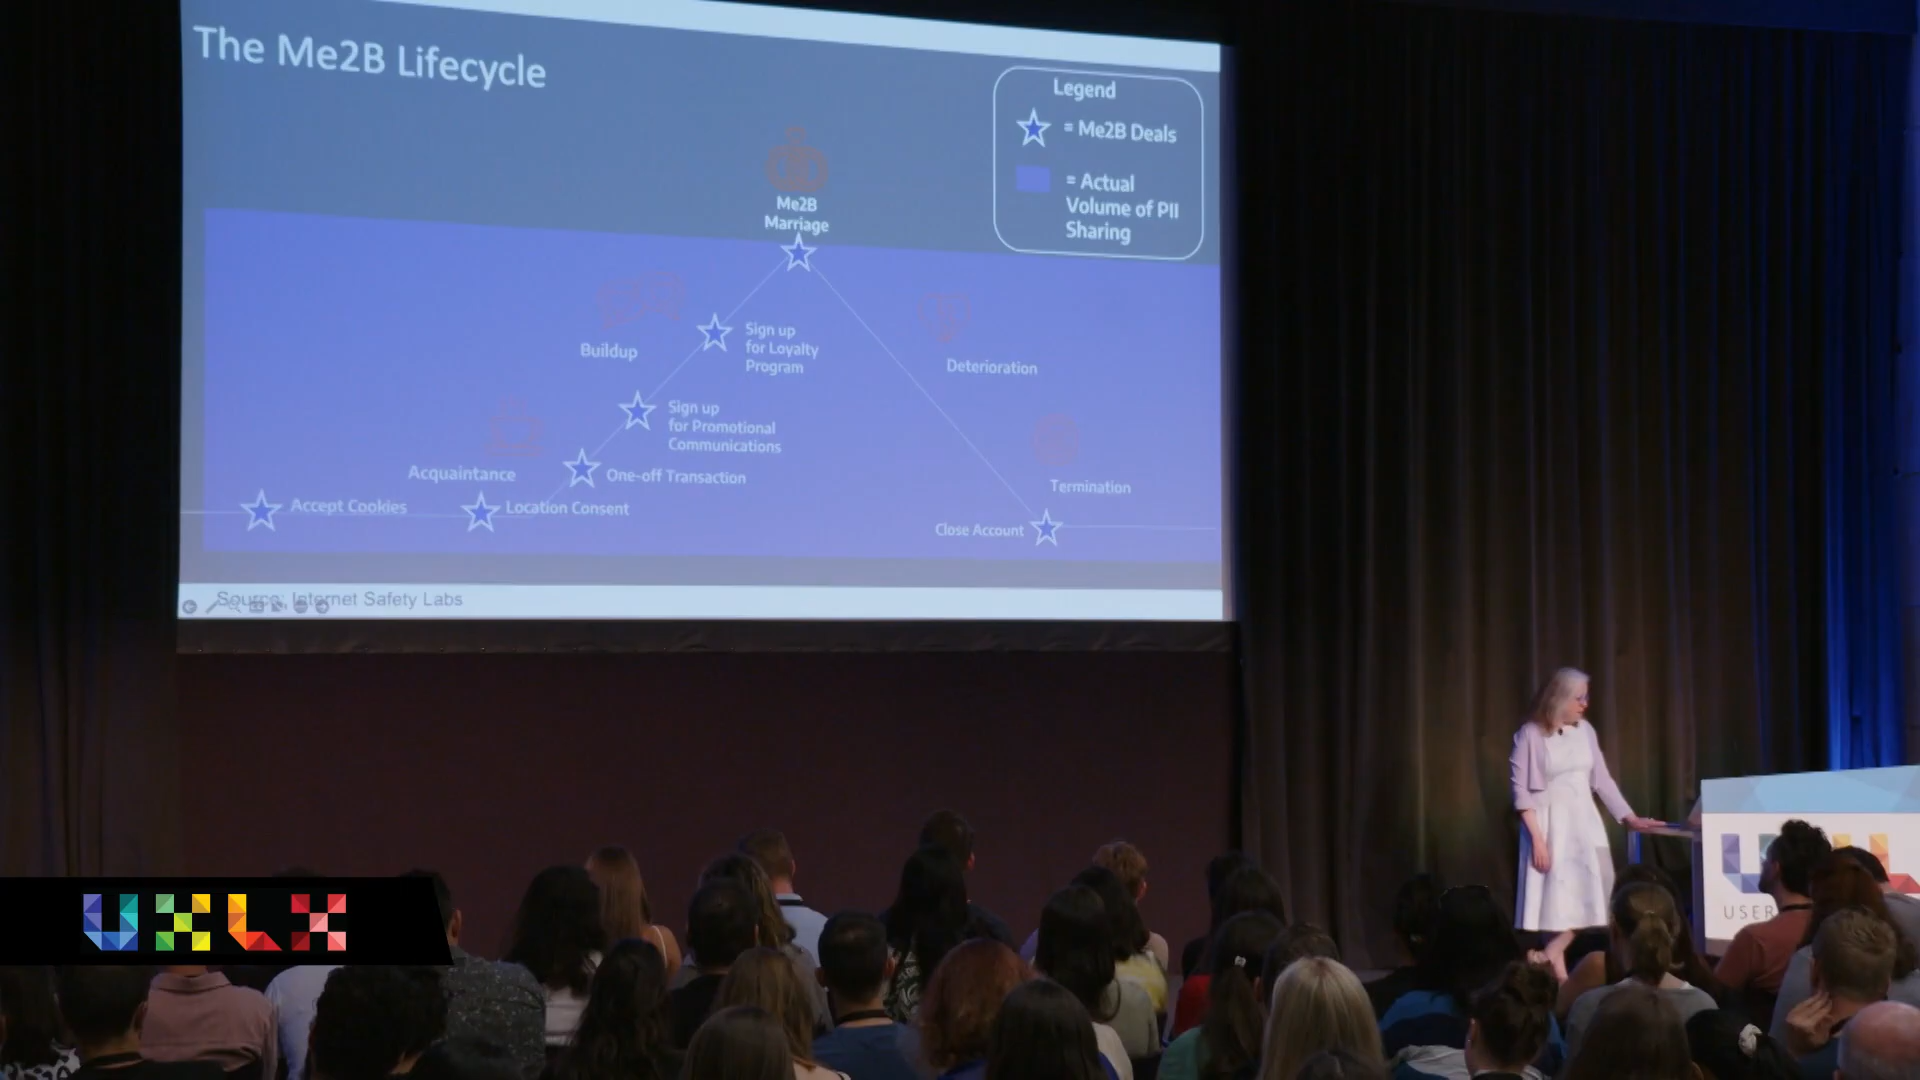 The Me2B Lifecycle
Legend
= Me2B Deals
= Actual
Volume of PII
Sharing
Me2B
Marriage
Buildup
Sign up
for Loyalty
Program
Deterioration
Sign up
for Promotional
Communications
Acquaintance
One-off Transaction
Termination
Accept Cookies
Location Consent
Close Account
Source: Internet Safety Labs
UXLX
USER